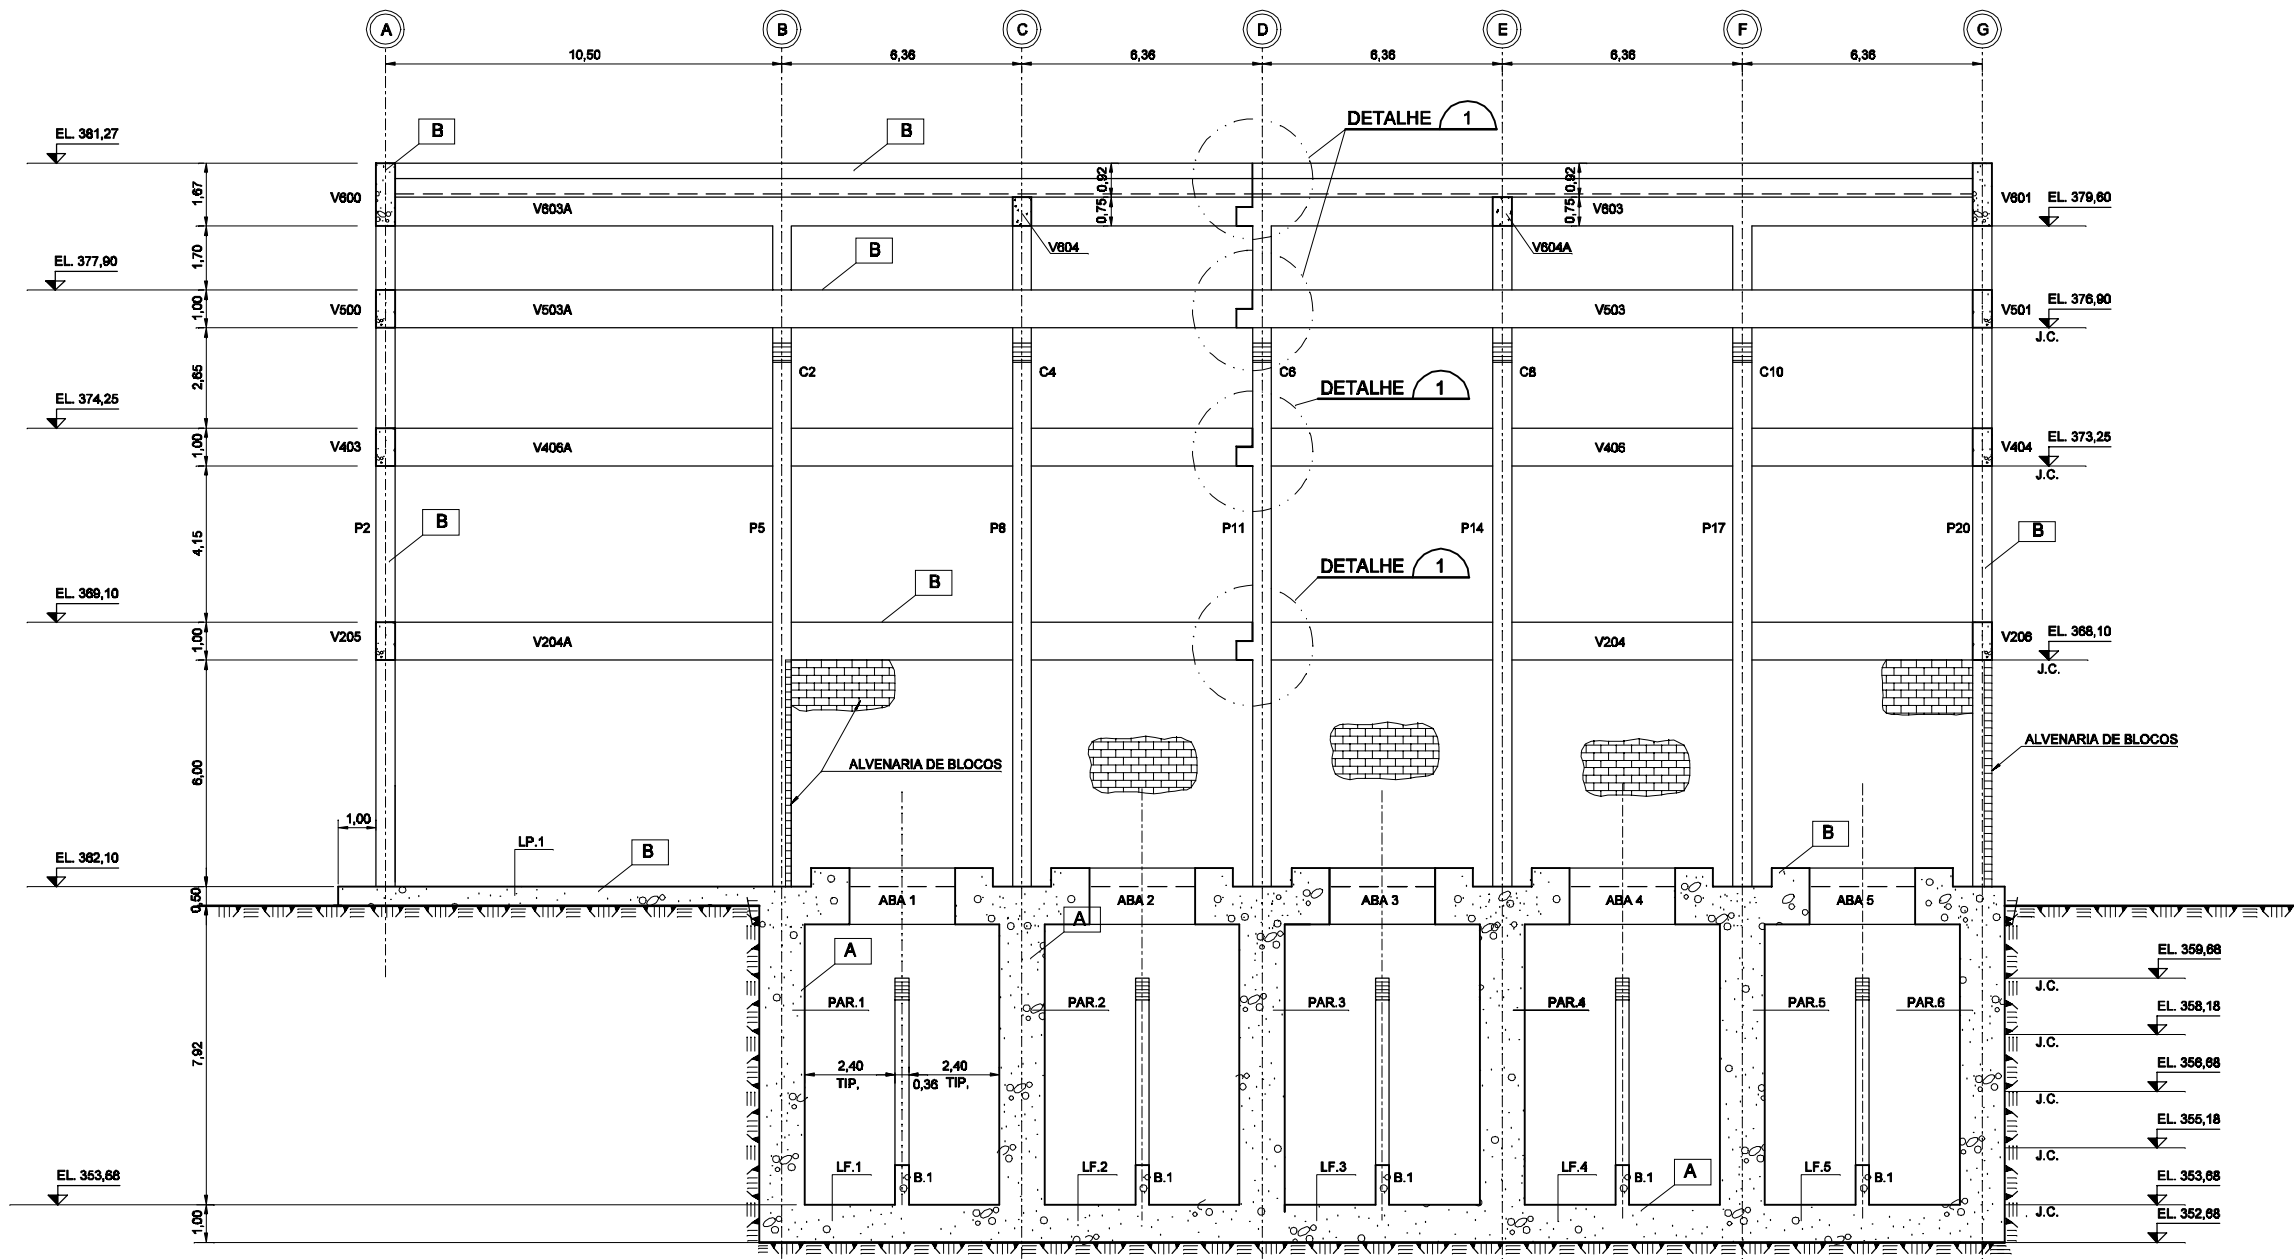 A B C D E F G
10,50 6,36 6,36 6,36 6,36 6,36
DETALHE 1
EL. 381,27 B B
1,67 V600 V603A 0,92 0,75 V604 0,92 0,75 V603 V604A V601 EL. 379,60
1,70 B
EL. 377,90
1,00 V500 V503A V503 V501 EL. 376,90
J.C.
2,65 C2 C4 C6 C8 C10
DETALHE 1
EL. 374,25
1,00 V403 V406A V406 V404 EL. 373,25
J.C.
4,15 P2 B P5 P8 P11 P14 P17 P20 B
DETALHE 1
B
EL. 369,10
1,00 V205 V204A V204 V206 EL. 368,10
J.C.
ALVENARIA DE BLOCOS
ALVENARIA DE BLOCOS
6,00
1,00
LP.1 B B
EL. 362,10
0,50 ABA 1 ABA 2 ABA 3 ABA 4 ABA 5
A A
EL. 359,68
J.C.
PAR.1 PAR.2 PAR.3 PAR.4 PAR.5 PAR.6
EL. 358,18
J.C.
7,92 2,40 2,40
TIP, 0,36 TIP,
EL. 356,68
J.C.
EL. 355,18
J.C.
LF.1 B.1 LF.2 B.1 LF.3 B.1 LF.4 B.1 A LF.5 B.1
EL. 353,68 EL. 353,68
J.C.
1,00 EL. 352,68